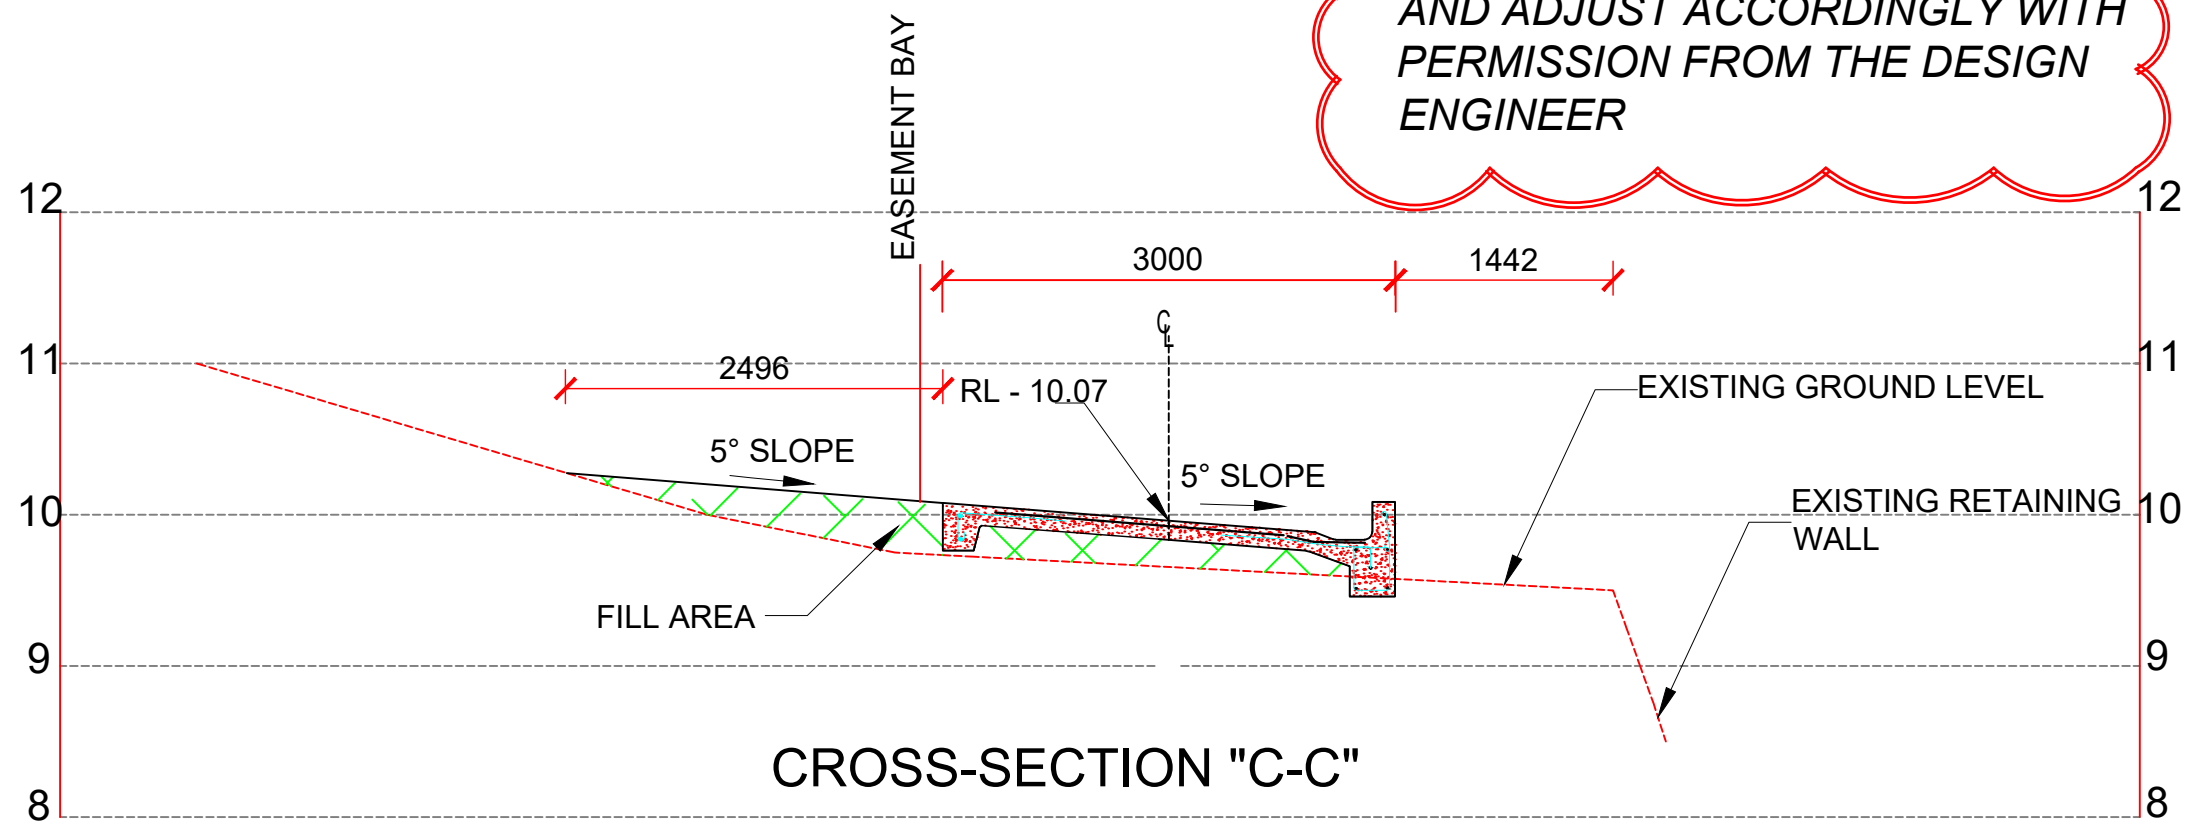 AND ADJUST ACCORDINGLY WITH
PERMISSION FROM THE DESIGN
ENGINEER
EASEMENT BAY
12
12
3000
1442
℄
11
11
2496
RL - 10.07
EXISTING GROUND LEVEL
5° SLOPE
5° SLOPE
10
10
EXISTING RETAINING
WALL
FILL AREA
9
9
CROSS-SECTION "C-C"
8
8